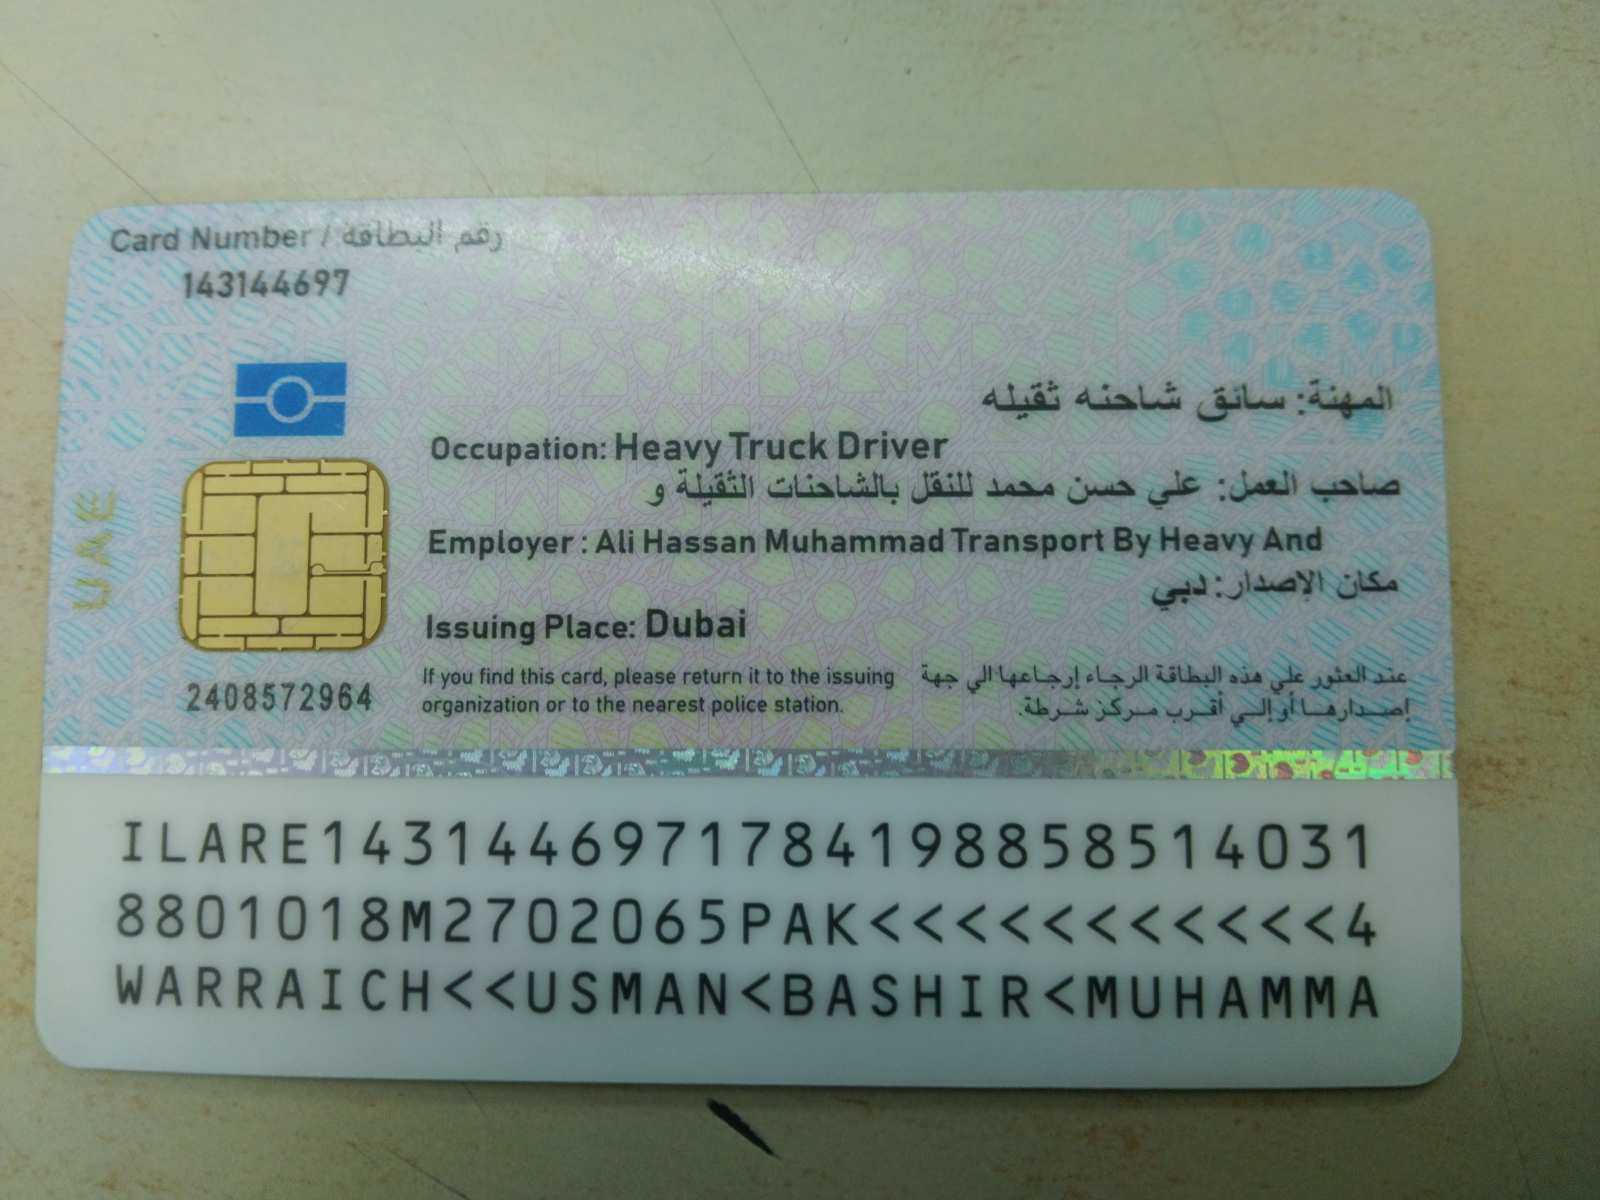 Card Number / رقم البطاقة
143144697
المهنة: سائق شاحنه ثقيله
Occupation: Heavy Truck Driver
صاحب العمل: علي حسن محمد للنقل بالشاحنات الثقيلة و
Employer : Ali Hassan Muhammad Transport By Heavy And
مكان الإصدار: دبي
Issuing Place: Dubai
UAE
2408572964
If you find this card, please return it to the issuing
organization or to the nearest police station.
عند العثور علي هذه البطاقة الرجاء إرجاعها الي جهة
إصدارها أو إلي أقرب مركز شرطة.
ILARE1431446971784198858514031
8801018M2702065PAK<<<<<<<<<<<4
WARRAICH<<USMAN<BASHIR<MUHAMMA